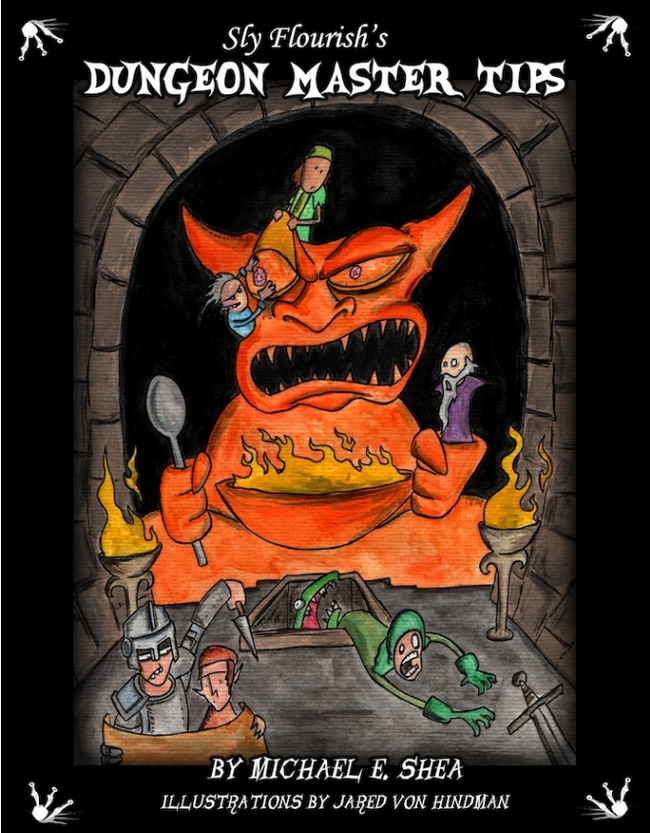 Sly Flourish's
DUNGEON MASTER TIPS
BY MICHAEL E. SHEA
ILLUSTRATIONS BY JARED VON HINDMAN